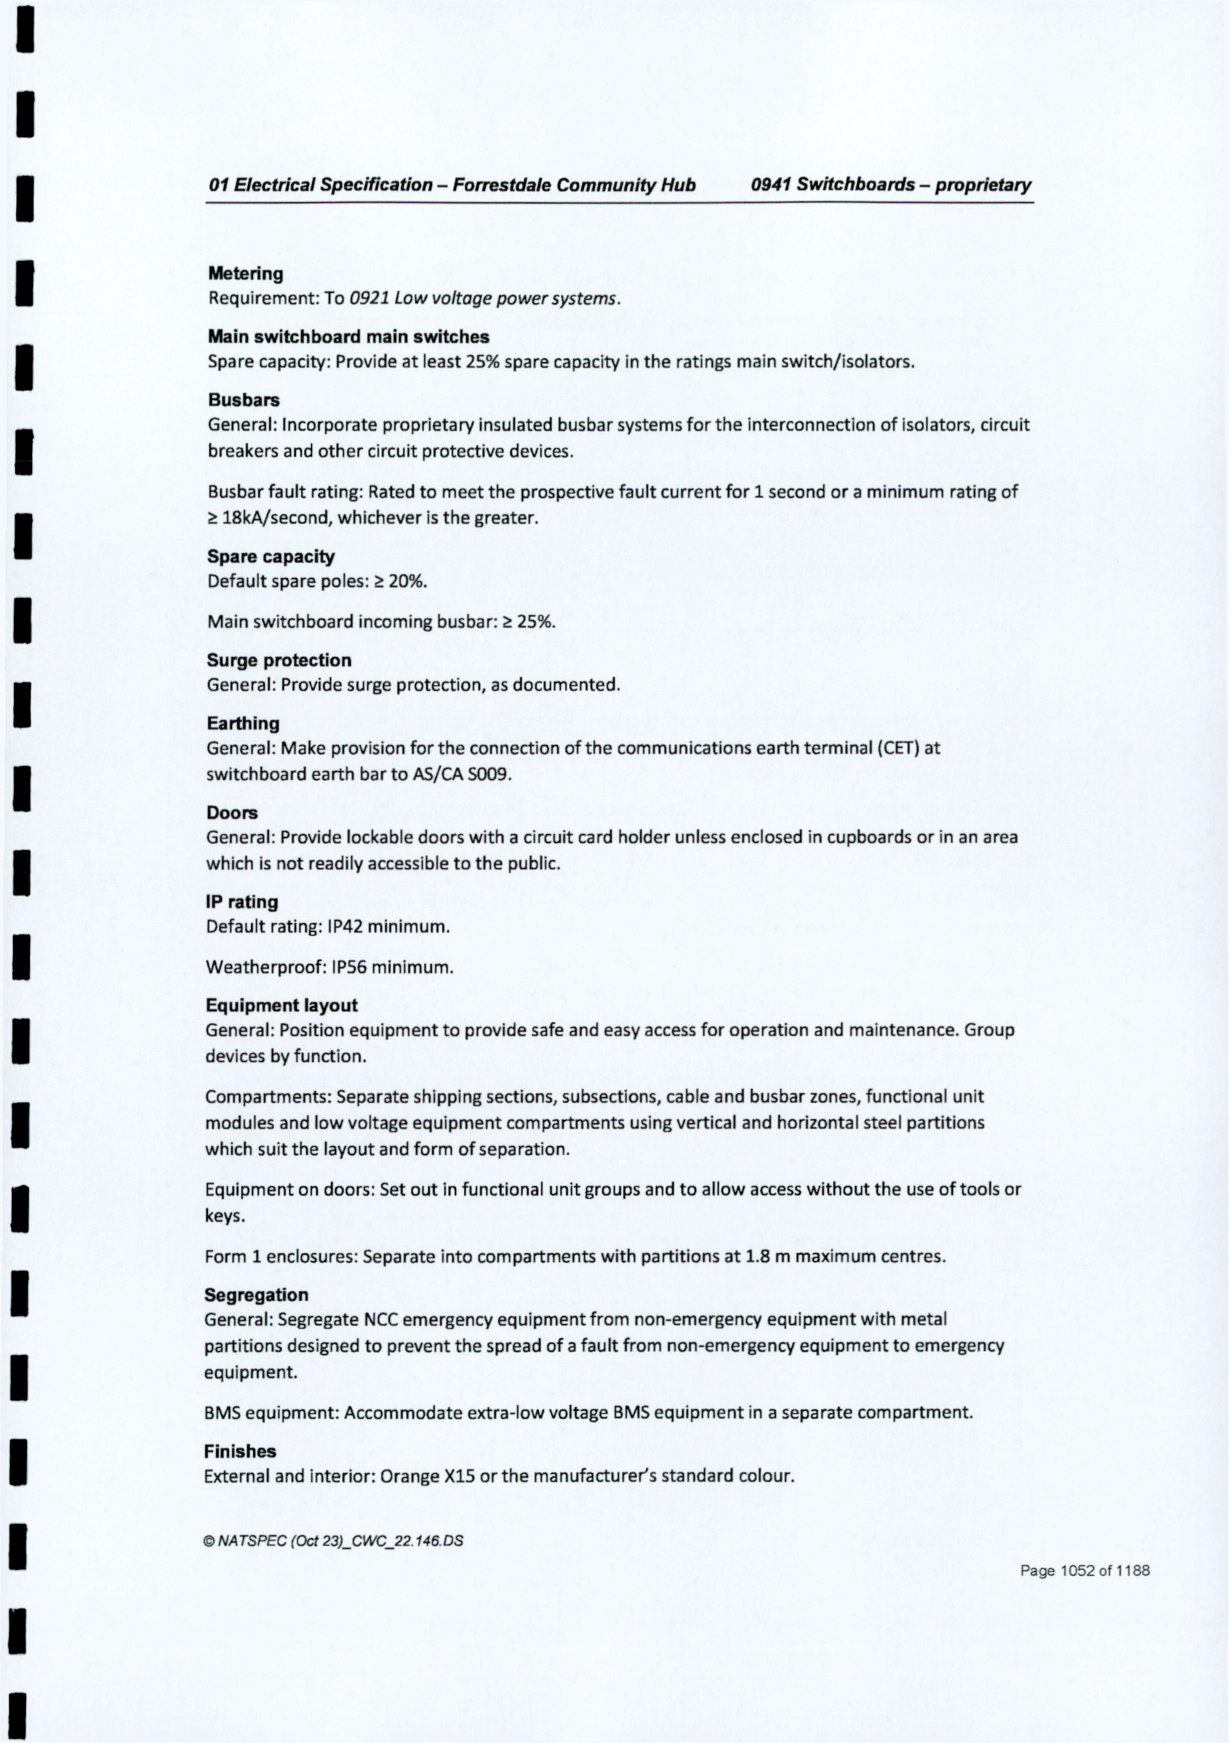 01 Electrical Specification – Forrestdale Community Hub 0941 Switchboards – proprietary
Metering
Requirement: To 0921 Low voltage power systems.
Main switchboard main switches
Spare capacity: Provide at least 25% spare capacity in the ratings main switch/isolators.
Busbars
General: Incorporate proprietary insulated busbar systems for the interconnection of isolators, circuit
breakers and other circuit protective devices.
Busbar fault rating: Rated to meet the prospective fault current for 1 second or a minimum rating of
≥ 18kA/second, whichever is the greater.
Spare capacity
Default spare poles: ≥ 20%.
Main switchboard incoming busbar: ≥ 25%.
Surge protection
General: Provide surge protection, as documented.
Earthing
General: Make provision for the connection of the communications earth terminal (CET) at
switchboard earth bar to AS/CA S009.
Doors
General: Provide lockable doors with a circuit card holder unless enclosed in cupboards or in an area
which is not readily accessible to the public.
IP rating
Default rating: IP42 minimum.
Weatherproof: IP56 minimum.
Equipment layout
General: Position equipment to provide safe and easy access for operation and maintenance. Group
devices by function.
Compartments: Separate shipping sections, subsections, cable and busbar zones, functional unit
modules and low voltage equipment compartments using vertical and horizontal steel partitions
which suit the layout and form of separation.
Equipment on doors: Set out in functional unit groups and to allow access without the use of tools or
keys.
Form 1 enclosures: Separate into compartments with partitions at 1.8 m maximum centres.
Segregation
General: Segregate NCC emergency equipment from non-emergency equipment with metal
partitions designed to prevent the spread of a fault from non-emergency equipment to emergency
equipment.
BMS equipment: Accommodate extra-low voltage BMS equipment in a separate compartment.
Finishes
External and interior: Orange X15 or the manufacturer's standard colour.
© NATSPEC (Oct 23)_CWC_22.146.DS
Page 1052 of 1188